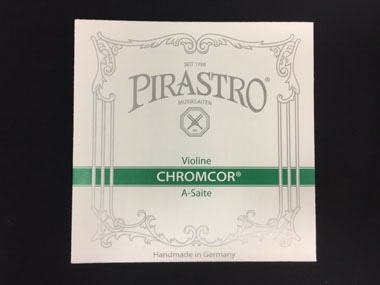 SEIT 1798
PIRASTRO®
MUSIKSAITEN
Violine
CHROMCOR®
A-Saite
Handmade in Germany